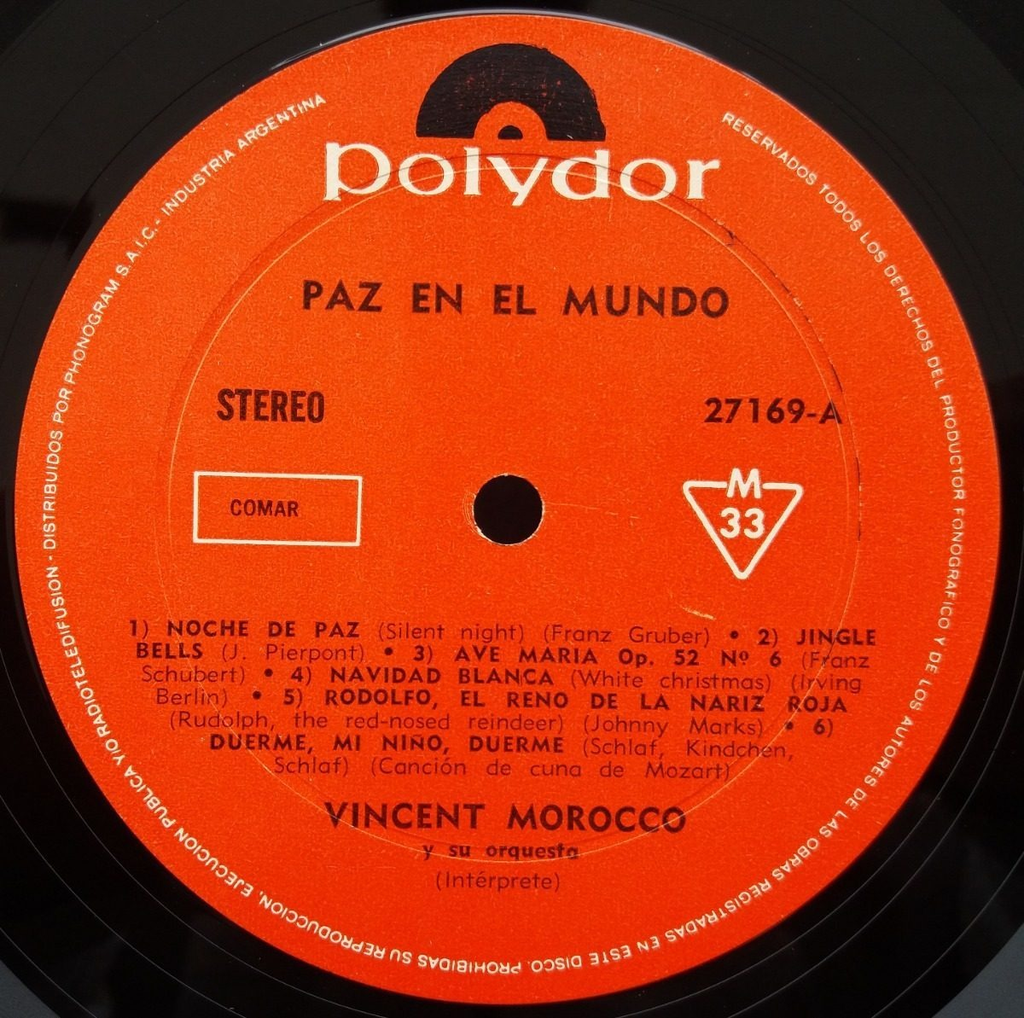 polydor
PAZ EN EL MUNDO
STEREO
27169-A
COMAR
M
33
1) NOCHE DE PAZ (Silent night) (Franz Gruber) • 2) JINGLE
BELLS (J. Pierpont) • 3) AVE MARIA Op. 52 Nº 6 (Franz
Schubert) • 4) NAVIDAD BLANCA (White christmas) (Irving
Berlin) • 5) RODOLFO, EL RENO DE LA NARIZ ROJA
(Rudolph, the red-nosed reindeer) (Johnny Marks) • 6)
DUERME, MI NIÑO, DUERME (Schlaf, Kindchen,
Schlaf) (Canción de cuna de Mozart)
VINCENT MOROCCO
y su orquesta
(Intérprete)
RESERVADOS TODOS LOS DERECHOS DEL PRODUCTOR FONOGRAFICO Y DE LOS AUTORES DE LAS OBRAS REGISTRADAS EN ESTE DISCO. PROHIBIDAS SU REPRODUCCION, EJECUCION PUBLICA Y/O RADIOTELEDIFUSION - DISTRIBUIDOS POR PHONOGRAM S.A.I.C.- INDUSTRIA ARGENTINA